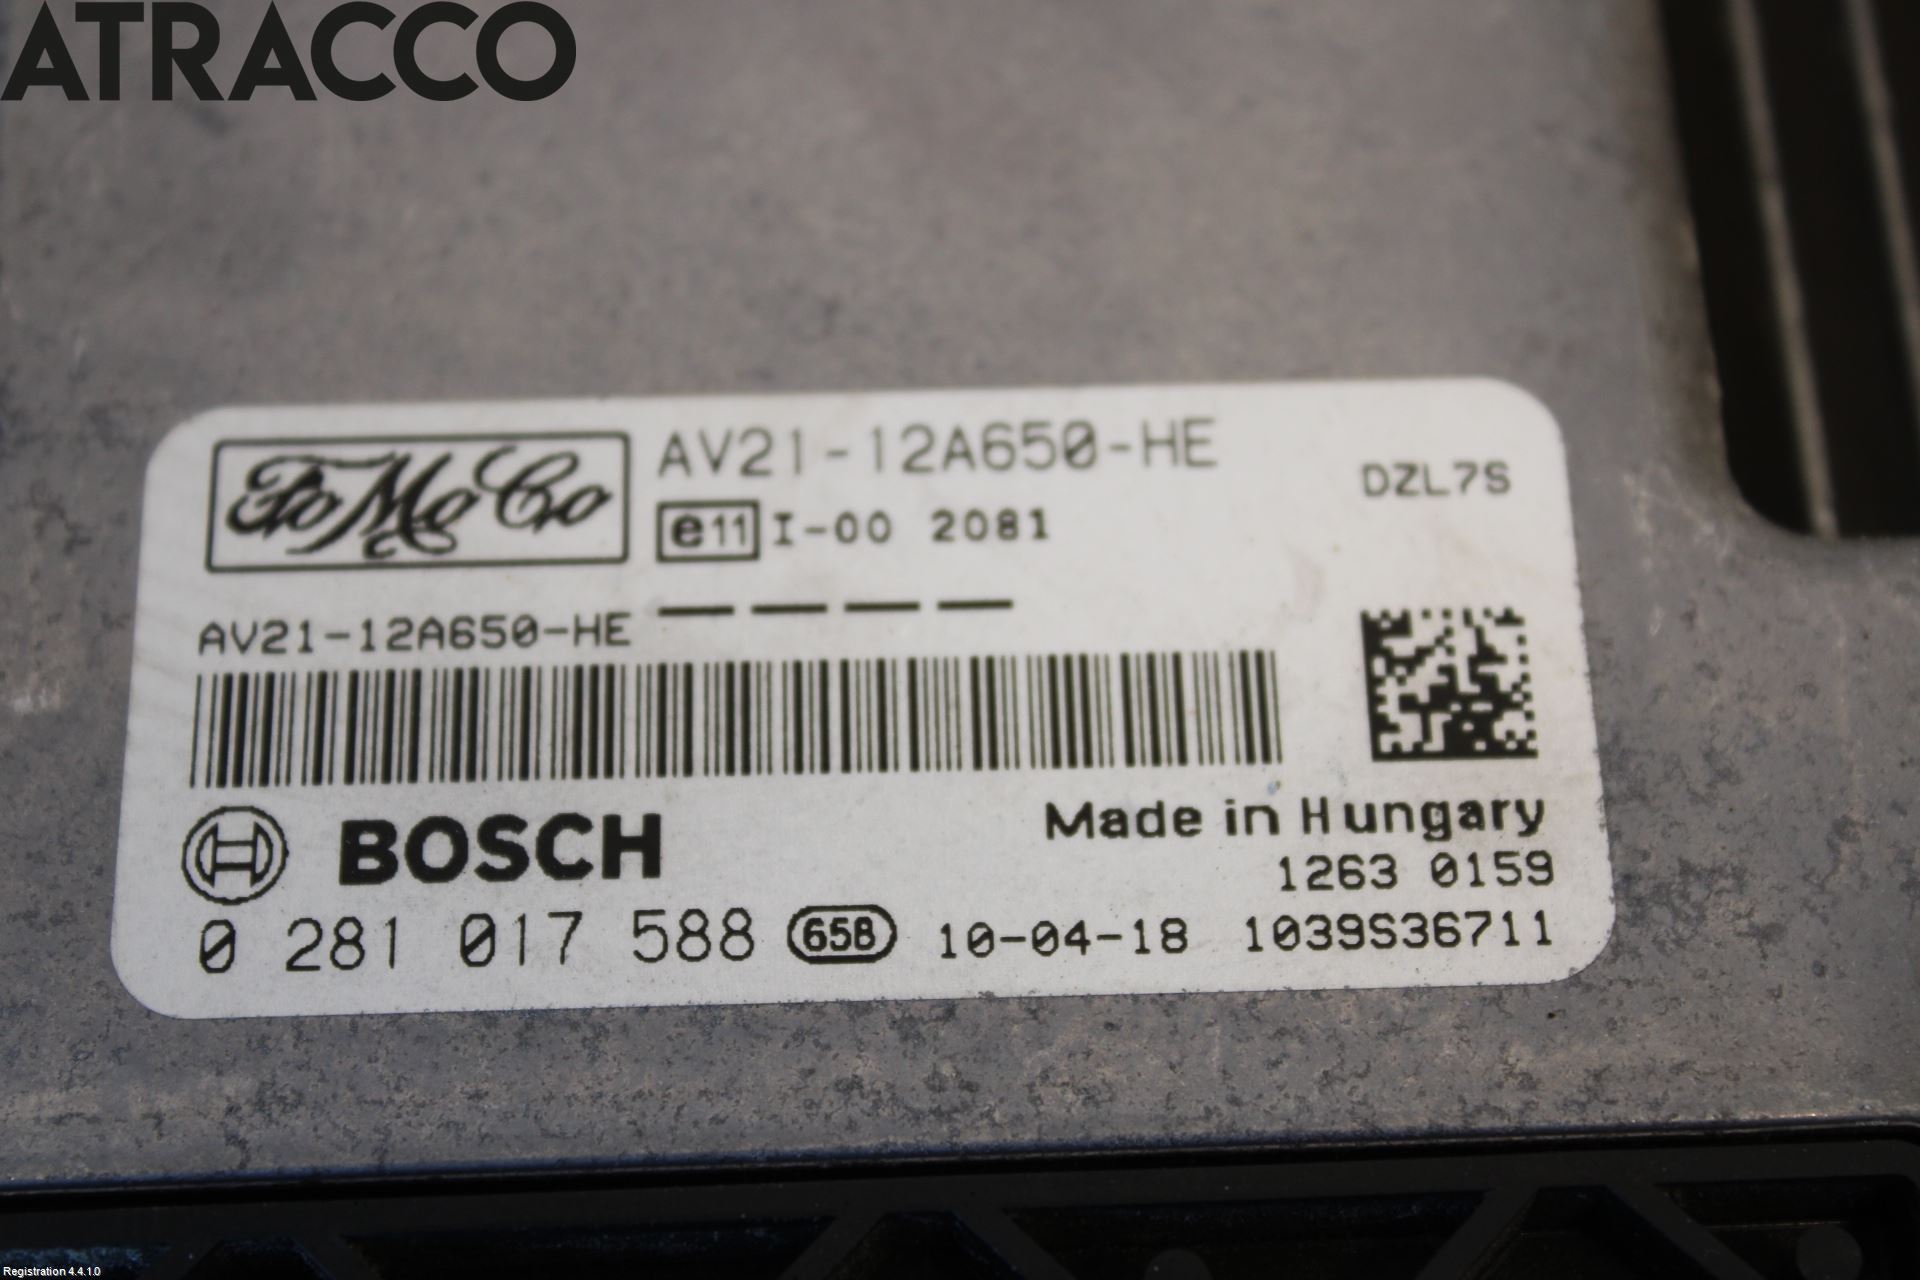 ATRACCO
FoMoCo
AV21-12A650-HE
DZL7S
e11 I-00 2081
AV21-12A650-HE
BOSCH
Made in Hungary
1263 0159
0 281 017 588 658 10-04-18 1039S36711
Registration 4.4.1.0